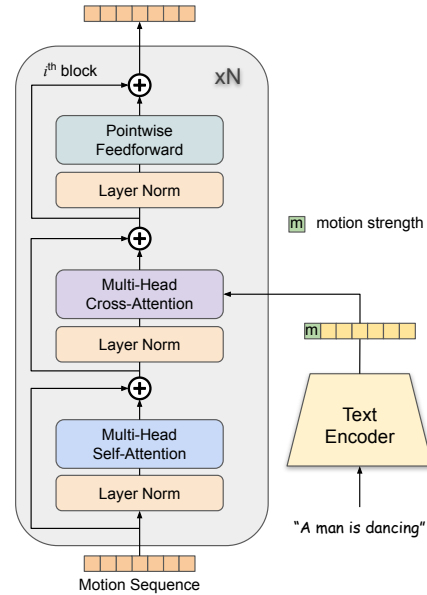 i th block
xN
Pointwise
Feedforward
Layer Norm
m motion strength
Multi-Head
Cross-Attention
Layer Norm
m
Multi-Head
Self-Attention
Layer Norm
Text
Encoder
"A man is dancing"
Motion Sequence